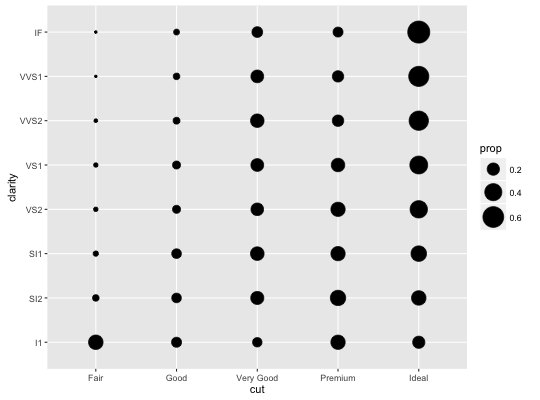 IF
VVS1
VVS2
VS1
VS2
SI1
SI2
I1
clarity
Fair Good Very Good Premium Ideal
cut
prop
0.2
0.4
0.6